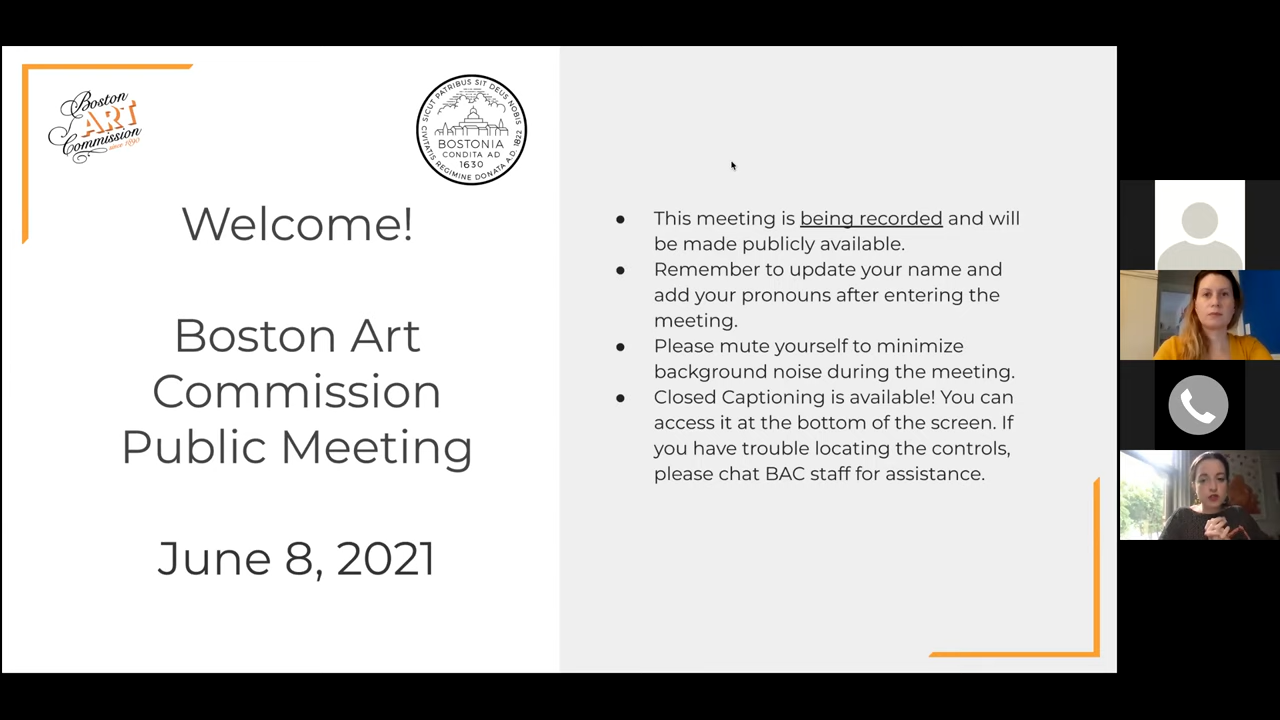 Boston
ART
Commission
since 1890
SICUT PATRIBUS SIT DEUS NOBIS
BOSTONIA
CONDITA AD
1630
CIVITATIS REGIMINE DONATA A.D. 1822
Welcome!
Boston Art
Commission
Public Meeting
June 8, 2021
● This meeting is being recorded and will
be made publicly available.
● Remember to update your name and
add your pronouns after entering the
meeting.
● Please mute yourself to minimize
background noise during the meeting.
● Closed Captioning is available! You can
access it at the bottom of the screen. If
you have trouble locating the controls,
please chat BAC staff for assistance.